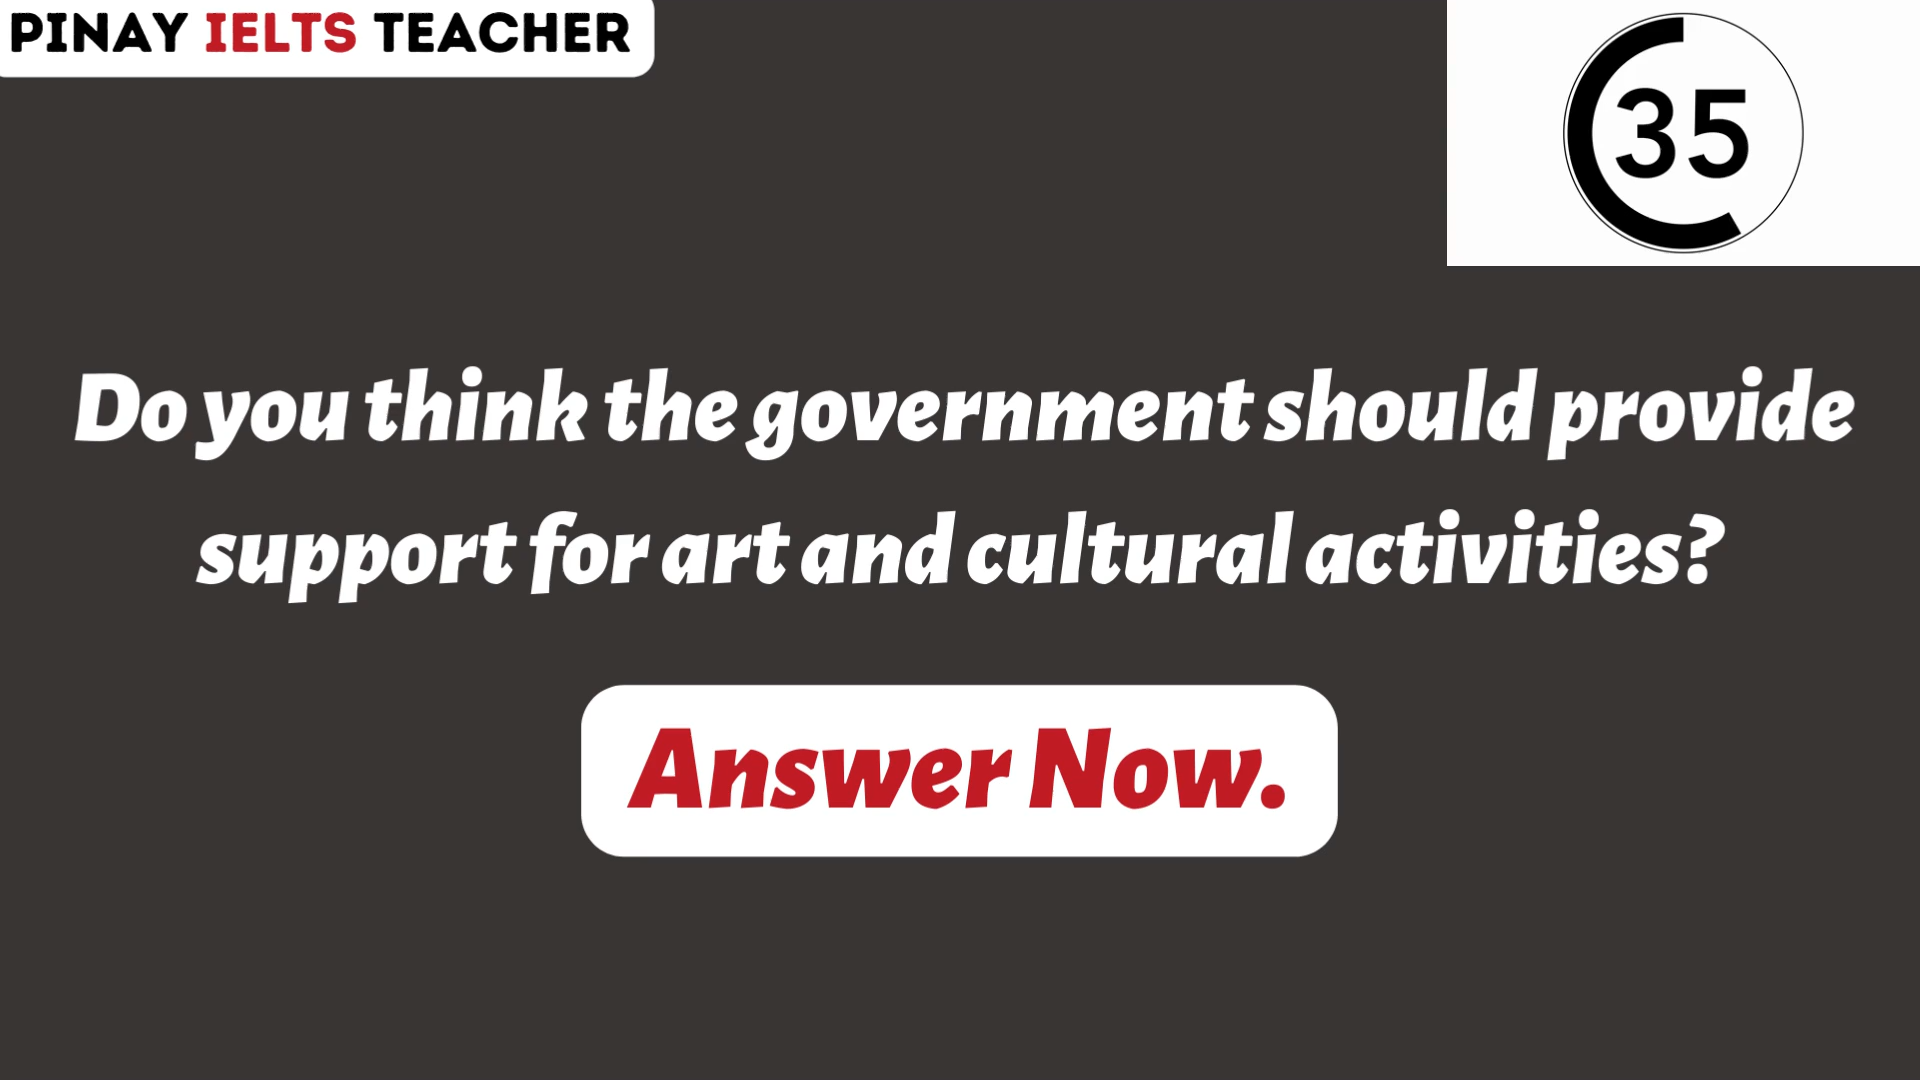 PINAY IELTS TEACHER
35
Do you think the government should provide
support for art and cultural activities?
Answer Now.